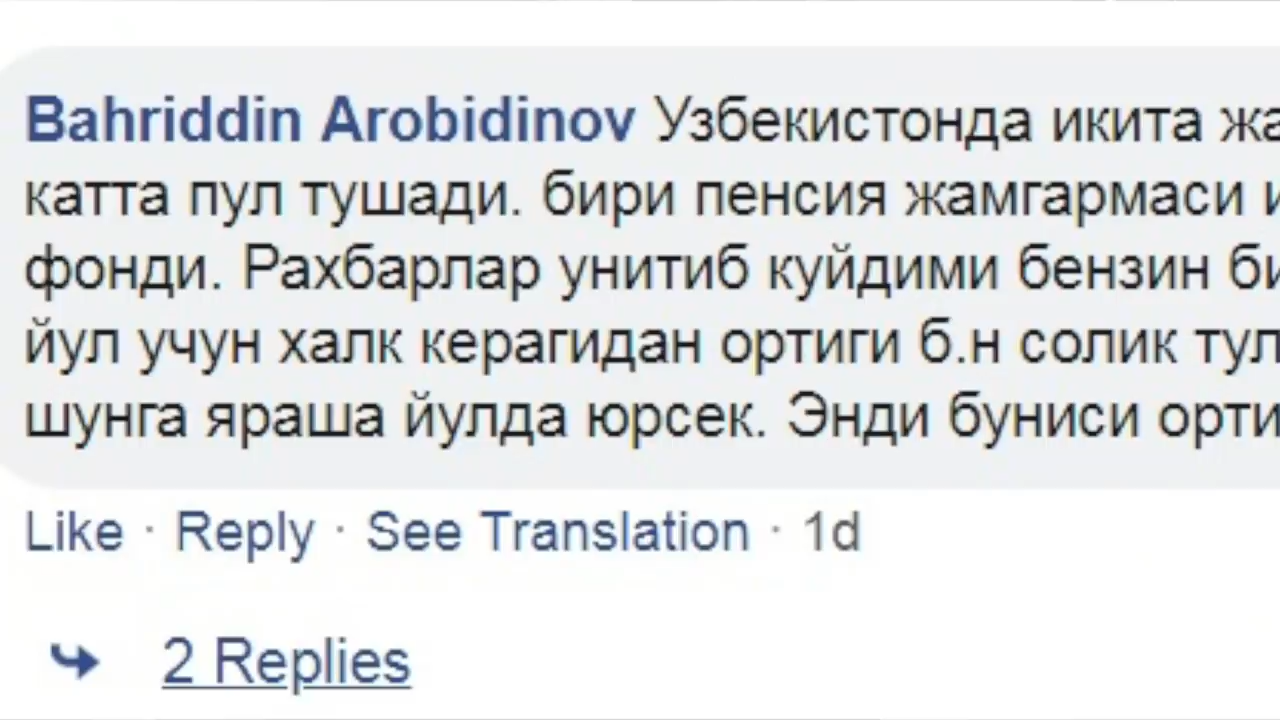 Bahriddin Arobidinov Узбекистонда икита
катта пул тушади. бири пенсия жамгармаси
фонди. Рахбарлар унитиб куйдими бензин
йул учун халк керагидан ортиги б.н солик
шунга яраша йулда юрсек. Энди буниси
Like · Reply · See Translation · 1d
2 Replies